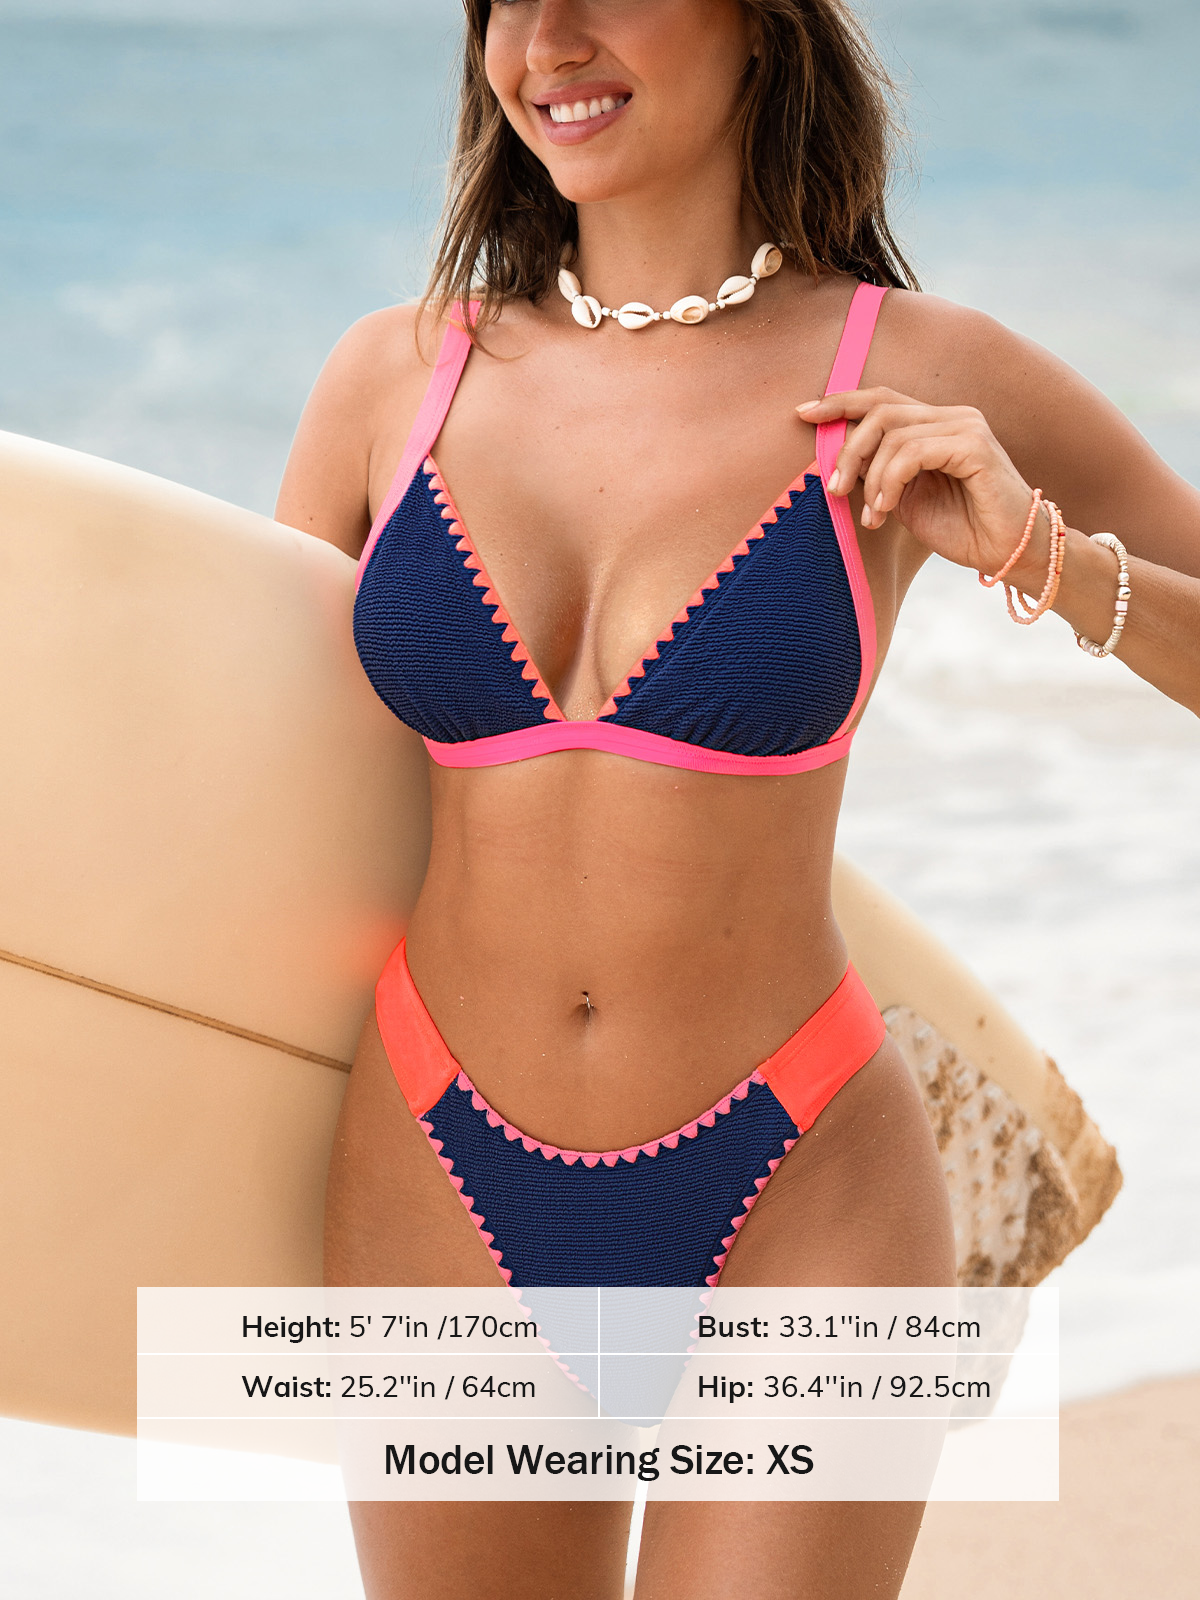 Height: 5' 7'in /170cm
Bust: 33.1''in / 84cm
Waist: 25.2''in / 64cm
Hip: 36.4''in / 92.5cm
Model Wearing Size: XS